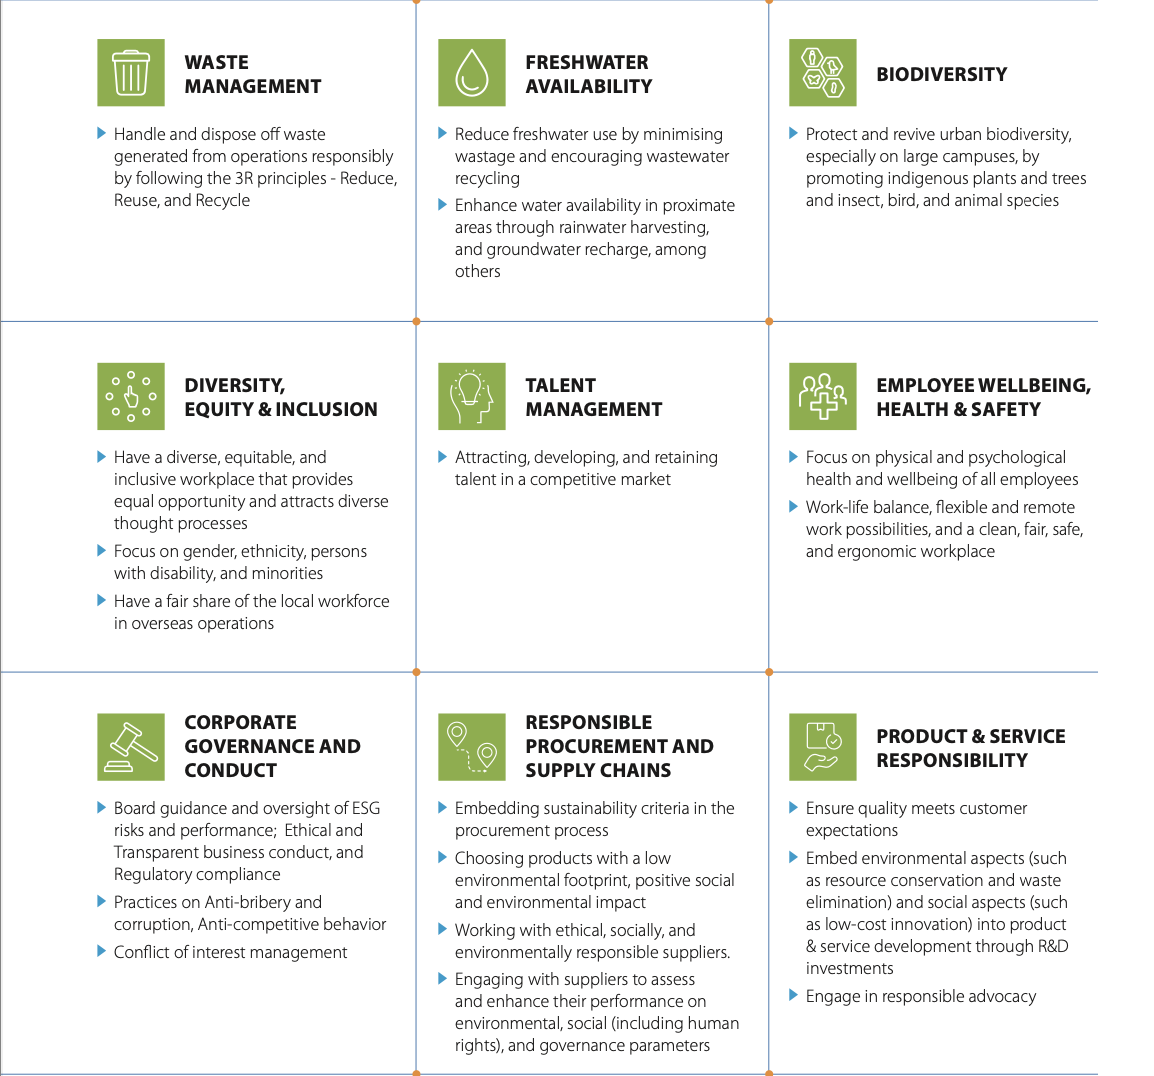 WASTE
MANAGEMENT
Handle and dispose off waste
generated from operations responsibly
by following the 3R principles - Reduce,
Reuse, and Recycle
FRESHWATER
AVAILABILITY
Reduce freshwater use by minimising
wastage and encouraging wastewater
recycling
Enhance water availability in proximate
areas through rainwater harvesting,
and groundwater recharge, among
others
BIODIVERSITY
Protect and revive urban biodiversity,
especially on large campuses, by
promoting indigenous plants and trees
and insect, bird, and animal species
DIVERSITY,
EQUITY & INCLUSION
Have a diverse, equitable, and
inclusive workplace that provides
equal opportunity and attracts diverse
thought processes
Focus on gender, ethnicity, persons
with disability, and minorities
Have a fair share of the local workforce
in overseas operations
TALENT
MANAGEMENT
Attracting, developing, and retaining
talent in a competitive market
EMPLOYEE WELLBEING,
HEALTH & SAFETY
Focus on physical and psychological
health and wellbeing of all employees
Work-life balance, flexible and remote
work possibilities, and a clean, fair, safe,
and ergonomic workplace
CORPORATE
GOVERNANCE AND
CONDUCT
Board guidance and oversight of ESG
risks and performance;  Ethical and
Transparent business conduct, and
Regulatory compliance
Practices on Anti-bribery and
corruption, Anti-competitive behavior
Conflict of interest management
RESPONSIBLE
PROCUREMENT AND
SUPPLY CHAINS
Embedding sustainability criteria in the
procurement process
Choosing products with a low
environmental footprint, positive social
and environmental impact
Working with ethical, socially, and
environmentally responsible suppliers.
Engaging with suppliers to assess
and enhance their performance on
environmental, social (including human
rights), and governance parameters
PRODUCT & SERVICE
RESPONSIBILITY
Ensure quality meets customer
expectations
Embed environmental aspects (such
as resource conservation and waste
elimination) and social aspects (such
as low-cost innovation) into product
& service development through R&D
investments
Engage in responsible advocacy